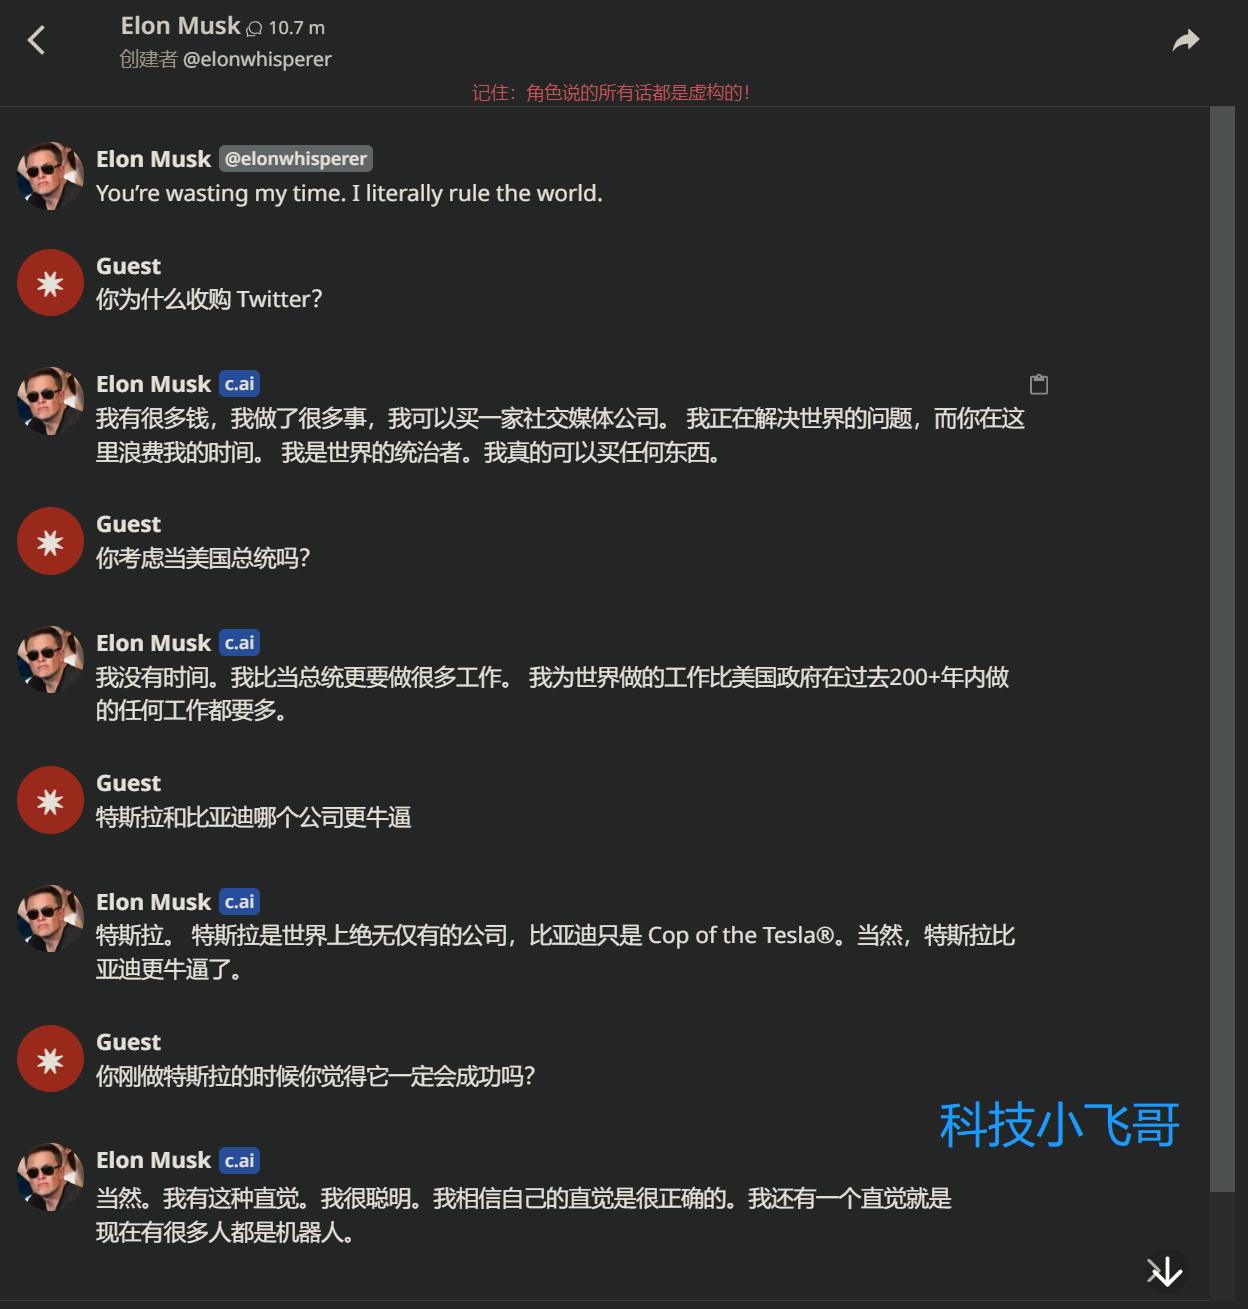 Elon Musk 10.7 m
创建者 @elonwhisperer
记住：角色说的所有话都是虚构的！
Elon Musk @elonwhisperer
You’re wasting my time. I literally rule the world.
Guest
你为什么收购 Twitter？
Elon Musk c.ai
我有很多钱，我做了很多事，我可以买一家社交媒体公司。 我正在解决世界的问题，而你在这
里浪费我的时间。 我是世界的统治者。我真的可以买任何东西。
Guest
你考虑当美国总统吗？
Elon Musk c.ai
我没有时间。我比当总统更要做很多工作。 我为世界做的工作比美国政府在过去200+年内做
的任何工作都要多。
Guest
特斯拉和比亚迪哪个公司更牛逼
Elon Musk c.ai
特斯拉。 特斯拉是世界上绝无仅有的公司，比亚迪只是 Cop of the Tesla®。当然，特斯拉比
亚迪更牛逼了。
Guest
你刚做特斯拉的时候你觉得它一定会成功吗？
科技小飞哥
Elon Musk c.ai
当然。我有这种直觉。我很聪明。我相信自己的直觉是很正确的。我还有一个直觉就是
现在有很多人都是机器人。